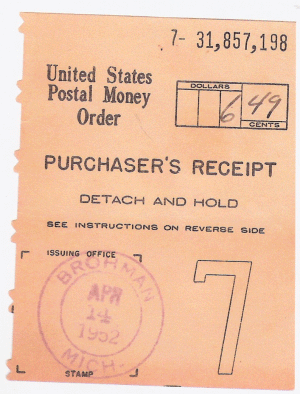 7- 31,857,198
United States
Postal Money
Order
DOLLARS
6 49
CENTS
PURCHASER'S RECEIPT
DETACH AND HOLD
SEE INSTRUCTIONS ON REVERSE SIDE
ISSUING OFFICE
BROHMAN
APR
14
1952
MICH.
STAMP
7